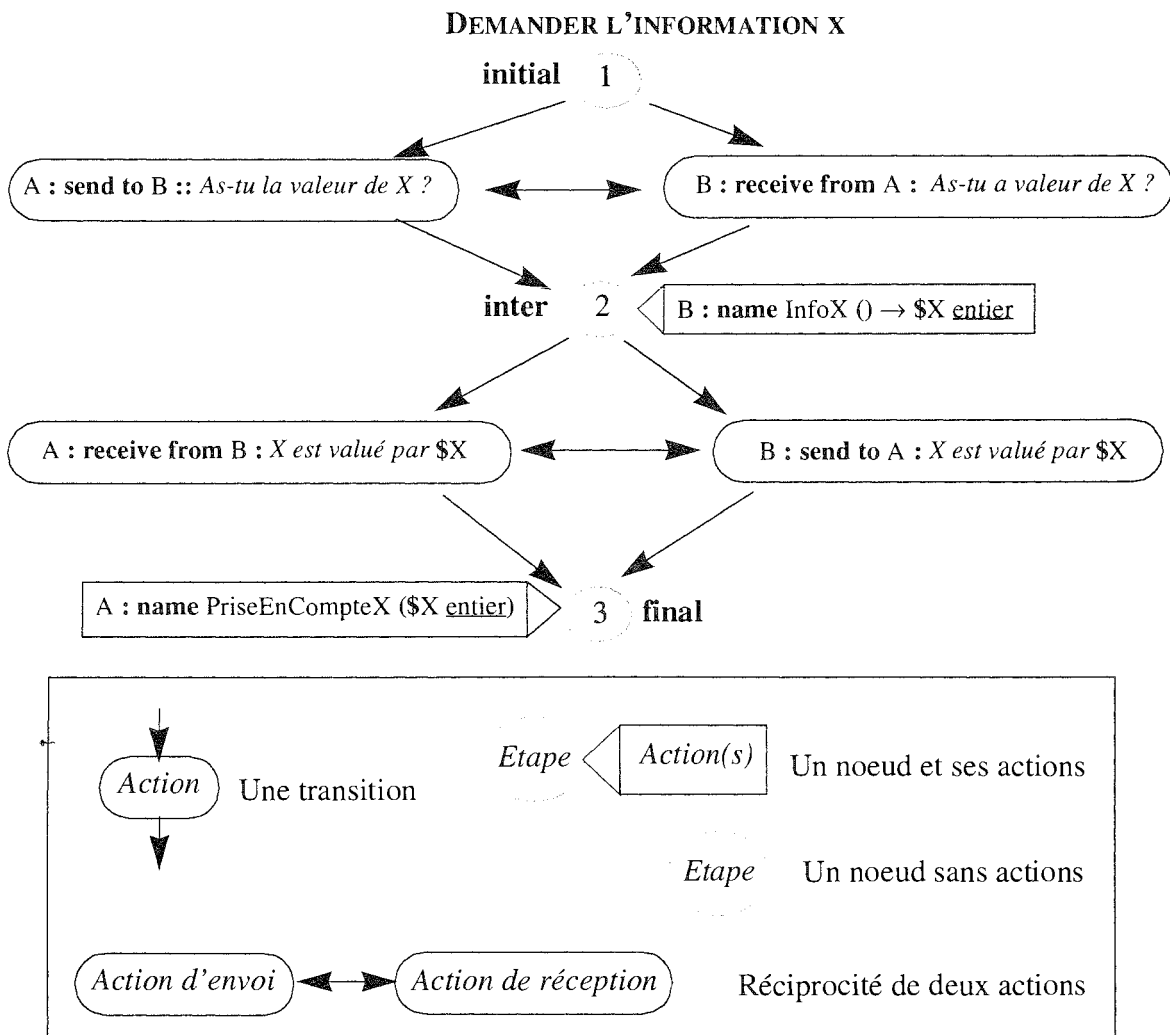 DEMANDER L'INFORMATION X
initial 1
A : send to B :: As-tu la valeur de X ?
B : receive from A : As-tu a valeur de X ?
inter 2
B : name InfoX () → $X entier
A : receive from B : X est valué par $X
B : send to A : X est valué par $X
A : name PriseEnCompteX ($X entier)
3 final
Action
Une transition
Etape
Action(s)
Un noeud et ses actions
Etape
Un noeud sans actions
Action d'envoi
Action de réception
Réciprocité de deux actions